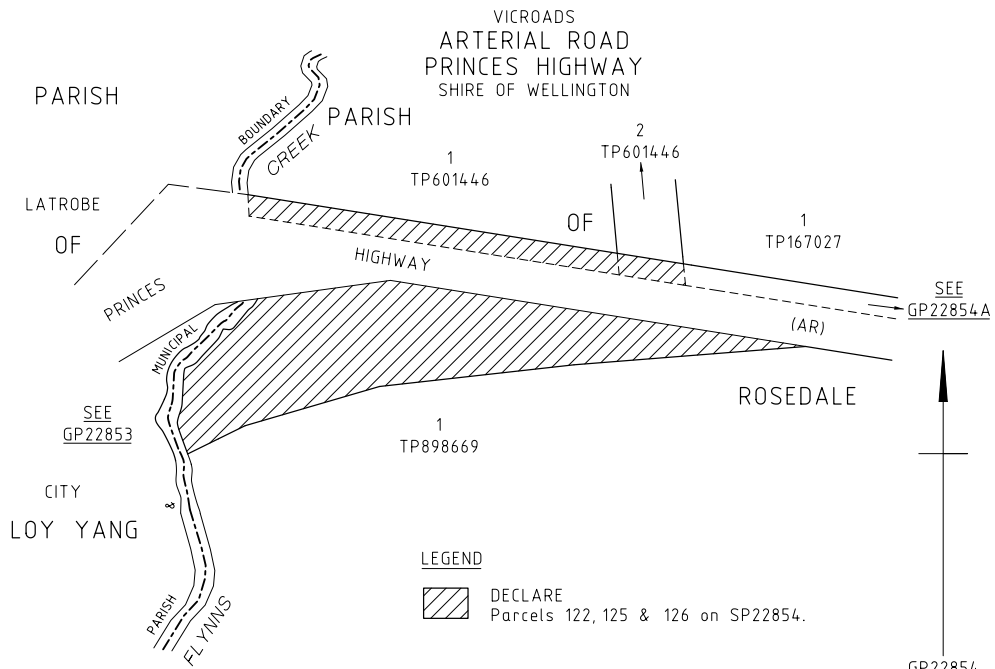 VICROADS
ARTERIAL ROAD
PRINCES HIGHWAY
SHIRE OF WELLINGTON
PARISH
BOUNDARY
CREEK
PARISH
1
TP601446
2
TP601446
LATROBE
OF
OF
1
TP167027
HIGHWAY
PRINCES
SEE
GP22854A
(AR)
MUNICIPAL
ROSEDALE
SEE
GP22853
1
TP898669
CITY
&
LOY YANG
LEGEND
DECLARE
Parcels 122, 125 & 126 on SP22854.
PARISH
FLYNNS
GP22854